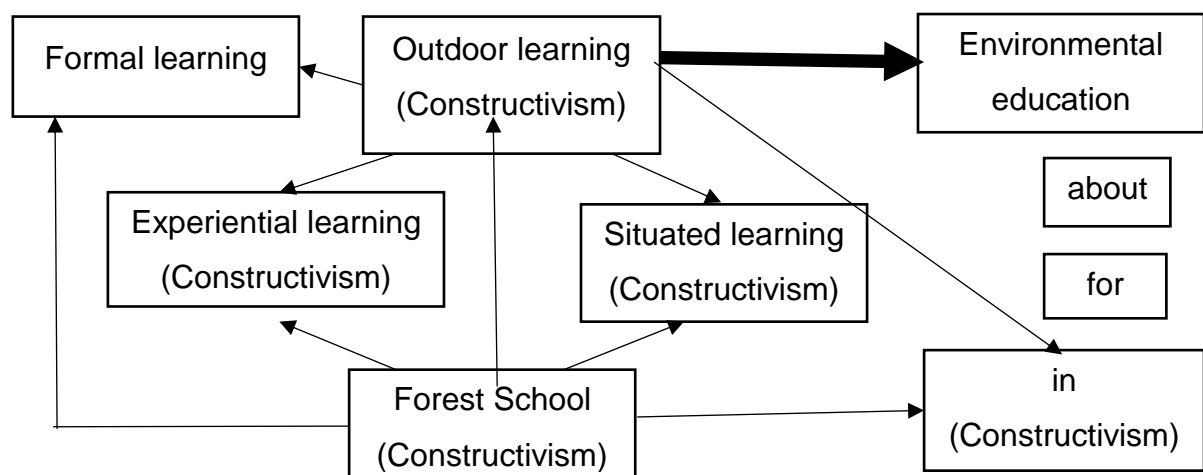 Formal learning
Outdoor learning
(Constructivism)
Environmental
education
about
Experiential learning
(Constructivism)
Situated learning
(Constructivism)
for
Forest School
(Constructivism)
in
(Constructivism)